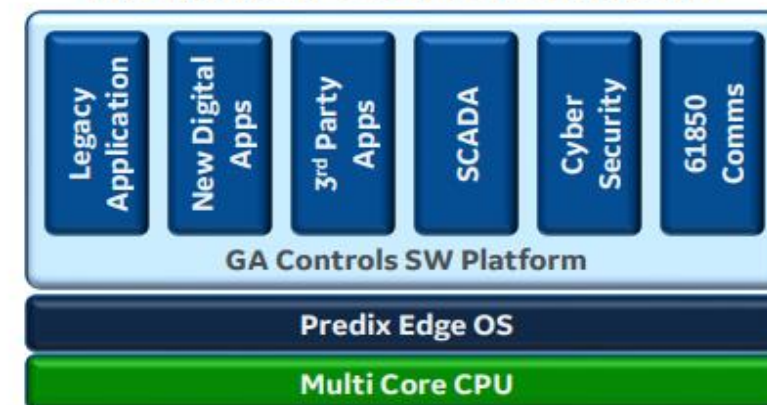 Legacy
Application
New Digital
Apps
3rd Party
Apps
SCADA
Cyber
Security
61850
Comms
GA Controls SW Platform
Predix Edge OS
Multi Core CPU